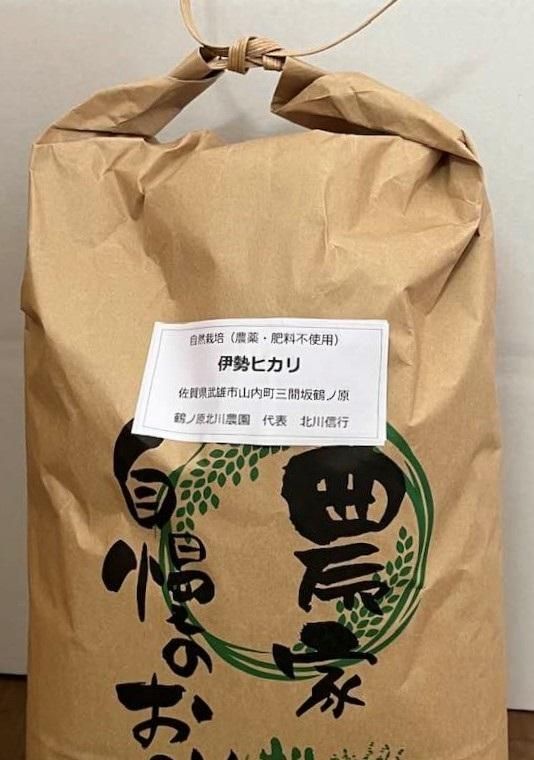 自然栽培（農薬・肥料不使用）
伊勢ヒカリ
佐賀県武雄市山内町三間坂鶴ノ原
鶴ノ原北川農園　代表　北川信行
農家
自慢のお